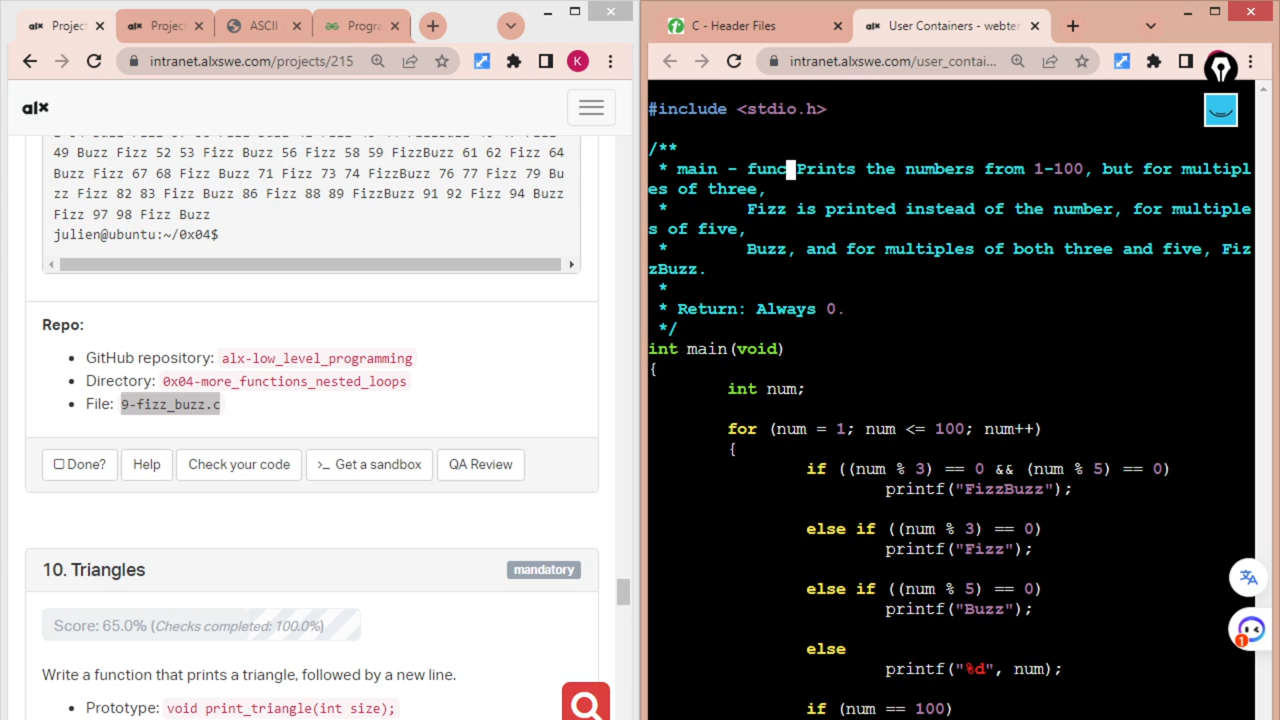 Projec
Projec
ASCII
Progra
C - Header Files
User Containers - webter
intranet.alxswe.com/projects/215
K
intranet.alxswe.com/user_contai...
alx
49 Buzz Fizz 52 53 Fizz Buzz 56 Fizz 58 59 FizzBuzz 61 62 Fizz 64
Buzz Fizz 67 68 Fizz Buzz 71 Fizz 73 74 FizzBuzz 76 77 Fizz 79 Bu
zz Fizz 82 83 Fizz Buzz 86 Fizz 88 89 FizzBuzz 91 92 Fizz 94 Buzz
Fizz 97 98 Fizz Buzz
julien@ubuntu:~/0x04$
Repo:
GitHub repository: alx-low_level_programming
Directory: 0x04-more_functions_nested_loops
File: 9-fizz_buzz.c
Done?
Help
Check your code
>_ Get a sandbox
QA Review
10. Triangles
mandatory
Score: 65.0% (Checks completed: 100.0%)
Write a function that prints a triangle, followed by a new line.
Prototype: void print_triangle(int size);
#include <stdio.h>
/**
* main - func Prints the numbers from 1-100, but for multipl
es of three,
* Fizz is printed instead of the number, for multiple
s of five,
* Buzz, and for multiples of both three and five, Fiz
zBuzz.
*
* Return: Always 0.
*/
int main(void)
{
int num;
for (num = 1; num <= 100; num++)
{
if ((num % 3) == 0 && (num % 5) == 0)
printf("FizzBuzz");
else if ((num % 3) == 0)
printf("Fizz");
else if ((num % 5) == 0)
printf("Buzz");
else
printf("%d", num);
if (num == 100)
1